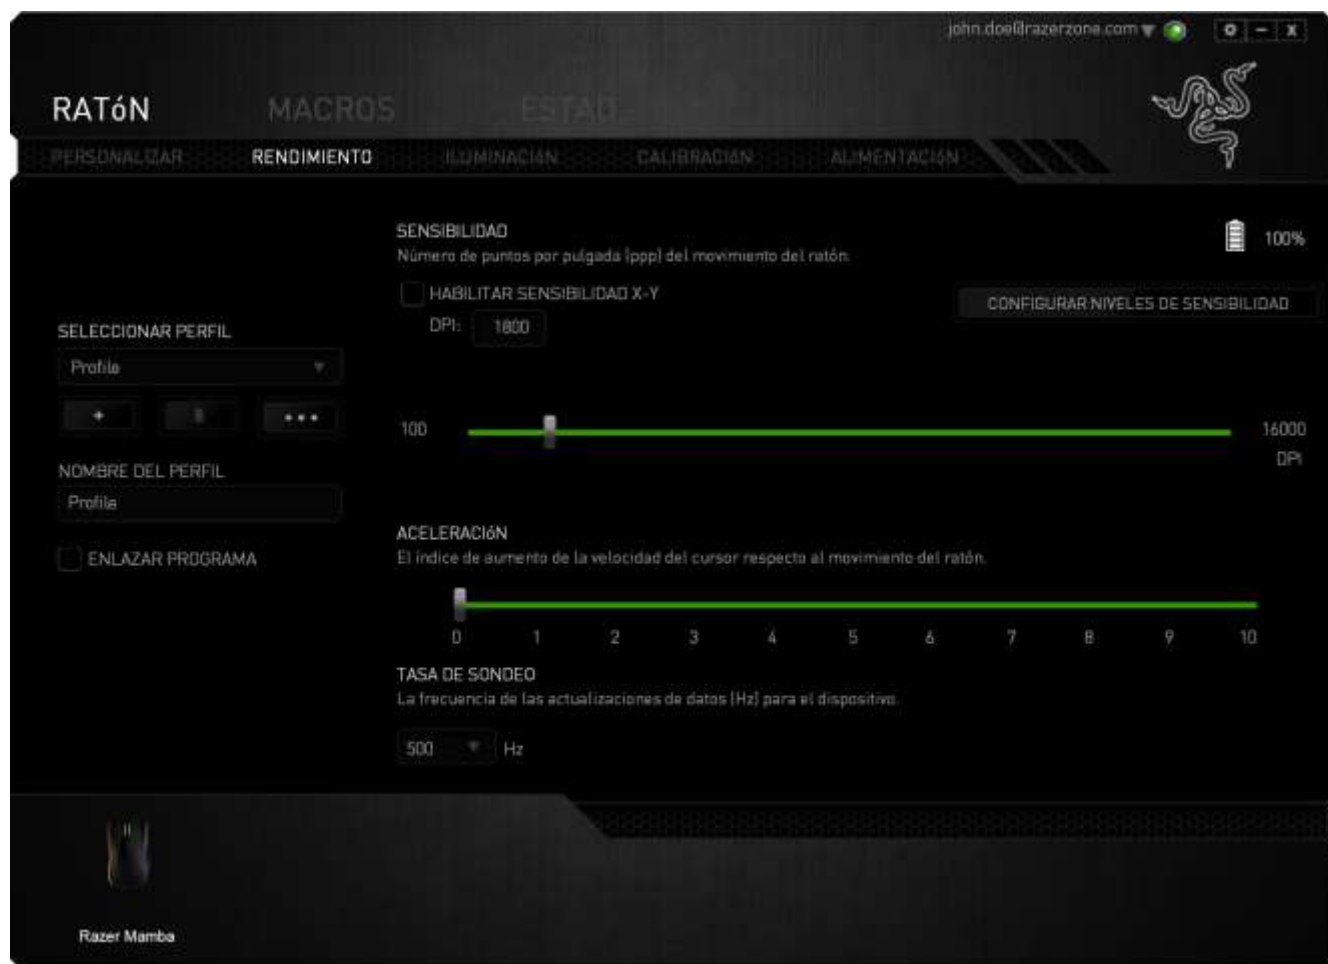 john.doe@razerzone.com
RATóN MACROS ESTAD.
PERSONALIZAR RENDIMIENTO ILUMINACIóN CALIBRACIóN ALIMENTACIóN
SENSIBILIDAD
Número de puntos por pulgada (ppp) del movimiento del ratón.
100%
HABILITAR SENSIBILIDAD X-Y
CONFIGURAR NIVELES DE SENSIBILIDAD
DPI: 1800
SELECCIONAR PERFIL
Profile
100
16000
DPI
NOMBRE DEL PERFIL
Profile
ENLAZAR PROGRAMA
ACELERACIóN
El índice de aumento de la velocidad del cursor respecto al movimiento del ratón.
0 1 2 3 4 5 6 7 8 9 10
TASA DE SONDEO
La frecuencia de las actualizaciones de datos (Hz) para el dispositivo.
500 Hz
Razer Mamba